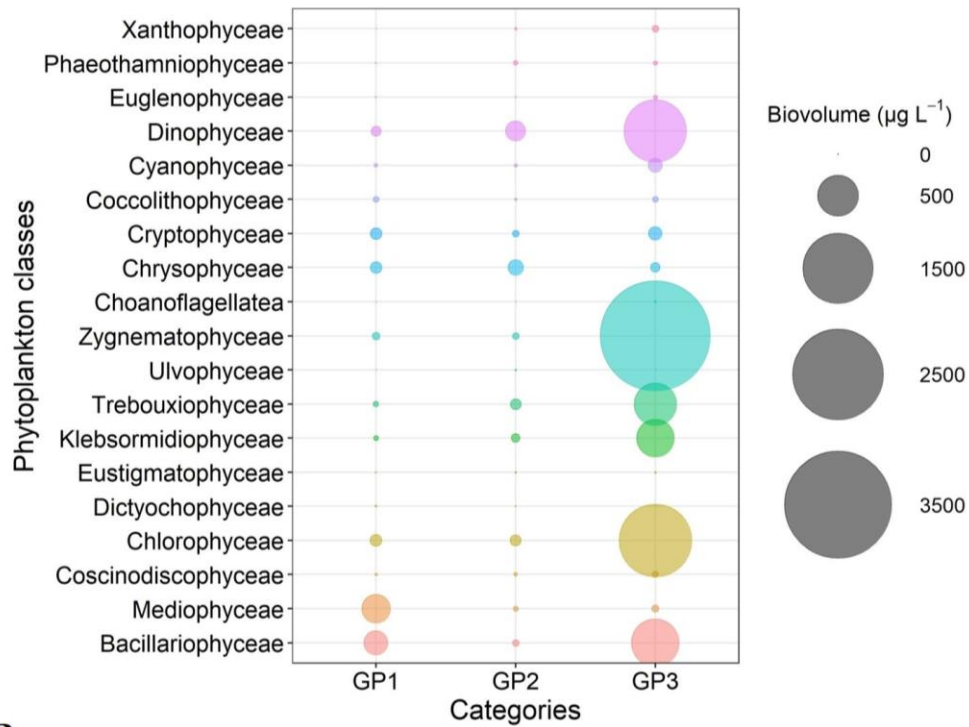 Phytoplankton classes
Xanthophyceae
Phaeothamniophyceae
Euglenophyceae
Dinophyceae
Cyanophyceae
Coccolithophyceae
Cryptophyceae
Chrysophyceae
Choanoflagellatea
Zygnematophyceae
Ulvophyceae
Trebouxiophyceae
Klebsormidiophyceae
Eustigmatophyceae
Dictyochophyceae
Chlorophyceae
Coscinodiscophyceae
Mediophyceae
Bacillariophyceae
GP1 GP2 GP3
Categories
Biovolume (µg L⁻¹)
0
500
1500
2500
3500